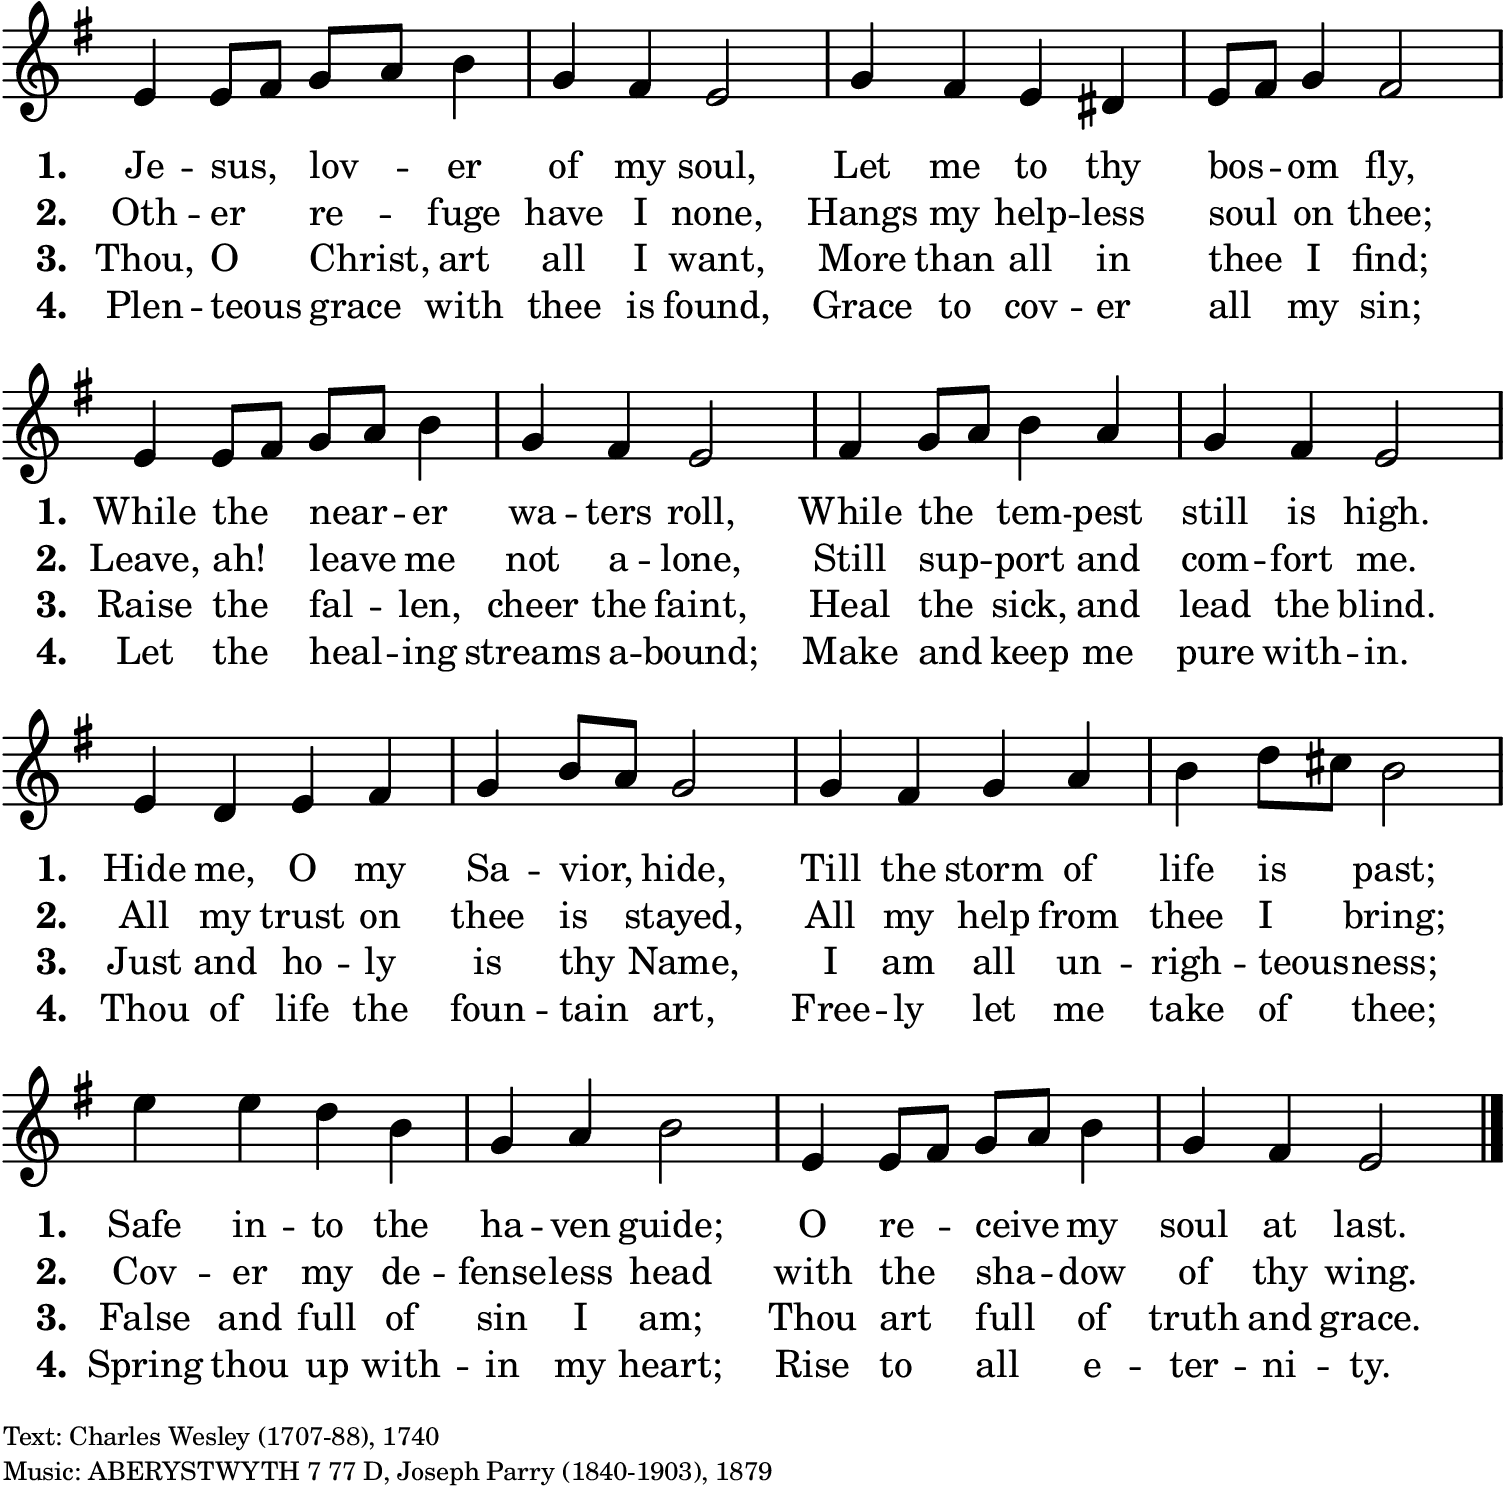 1. Je -- sus, lov -- er of my soul, Let me to thy bos -- om fly,
2. Oth -- er re -- fuge have I none, Hangs my help -- less soul on thee;
3. Thou, O Christ, art all I want, More than all in thee I find;
4. Plen -- teous grace with thee is found, Grace to cov -- er all my sin;
1. While the near -- er wa -- ters roll, While the tem -- pest still is high.
2. Leave, ah! leave me not a -- lone, Still sup -- port and com -- fort me.
3. Raise the fal -- len, cheer the faint, Heal the sick, and lead the blind.
4. Let the heal -- ing streams a -- bound; Make and keep me pure with -- in.
1. Hide me, O my Sa -- vior, hide, Till the storm of life is past;
2. All my trust on thee is stayed, All my help from thee I bring;
3. Just and ho -- ly is thy Name, I am all un -- righ -- teous -- ness;
4. Thou of life the foun -- tain art, Free -- ly let me take of thee;
1. Safe in -- to the ha -- ven guide; O re -- ceive my soul at last.
2. Cov -- er my de -- fense -- less head with the sha -- dow of thy wing.
3. False and full of sin I am; Thou art full of truth and grace.
4. Spring thou up with -- in my heart; Rise to all e -- ter -- ni -- ty.
Text: Charles Wesley (1707-88), 1740
Music: ABERYSTWYTH 7 77 D, Joseph Parry (1840-1903), 1879